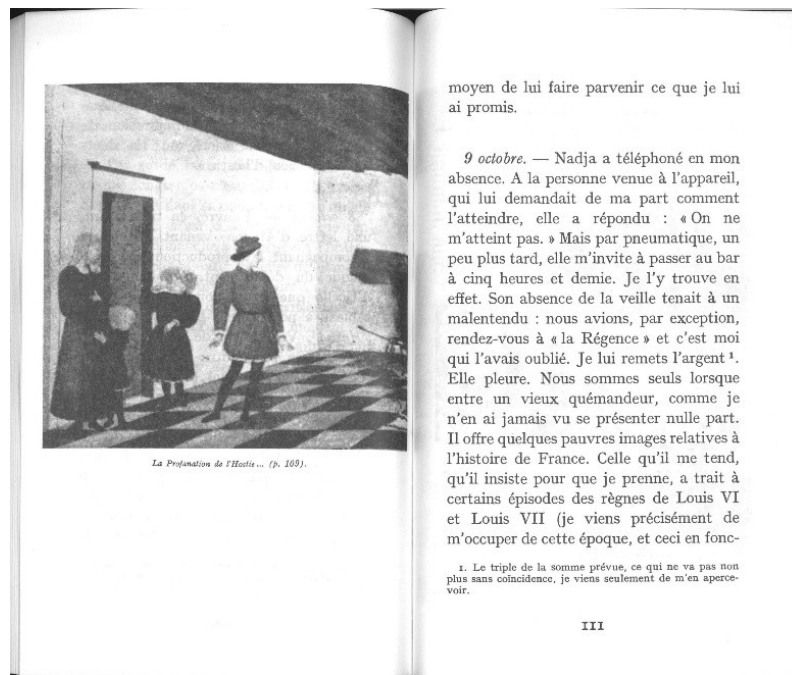 La Profanation de l'Hostie... (p. 109).
moyen de lui faire parvenir ce que je lui
ai promis.
9 octobre. — Nadja a téléphoné en mon
absence. A la personne venue à l'appareil,
qui lui demandait de ma part comment
l'atteindre, elle a répondu : « On ne
m'atteint pas. » Mais par pneumatique, un
peu plus tard, elle m'invite à passer au bar
à cinq heures et demie. Je l'y trouve en
effet. Son absence de la veille tenait à un
malentendu : nous avions, par exception,
rendez-vous à « la Régence » et c'est moi
qui l'avais oublié. Je lui remets l'argent ¹.
Elle pleure. Nous sommes seuls lorsque
entre un vieux quémandeur, comme je
n'en ai jamais vu se présenter nulle part.
Il offre quelques pauvres images relatives à
l'histoire de France. Celle qu'il me tend,
qu'il insiste pour que je prenne, a trait à
certains épisodes des règnes de Louis VI
et Louis VII (je viens précisément de
m'occuper de cette époque, et ceci en fonc-
1. Le triple de la somme prévue, ce qui ne va pas non
plus sans coïncidence, je viens seulement de m'en aperce-
voir.
III